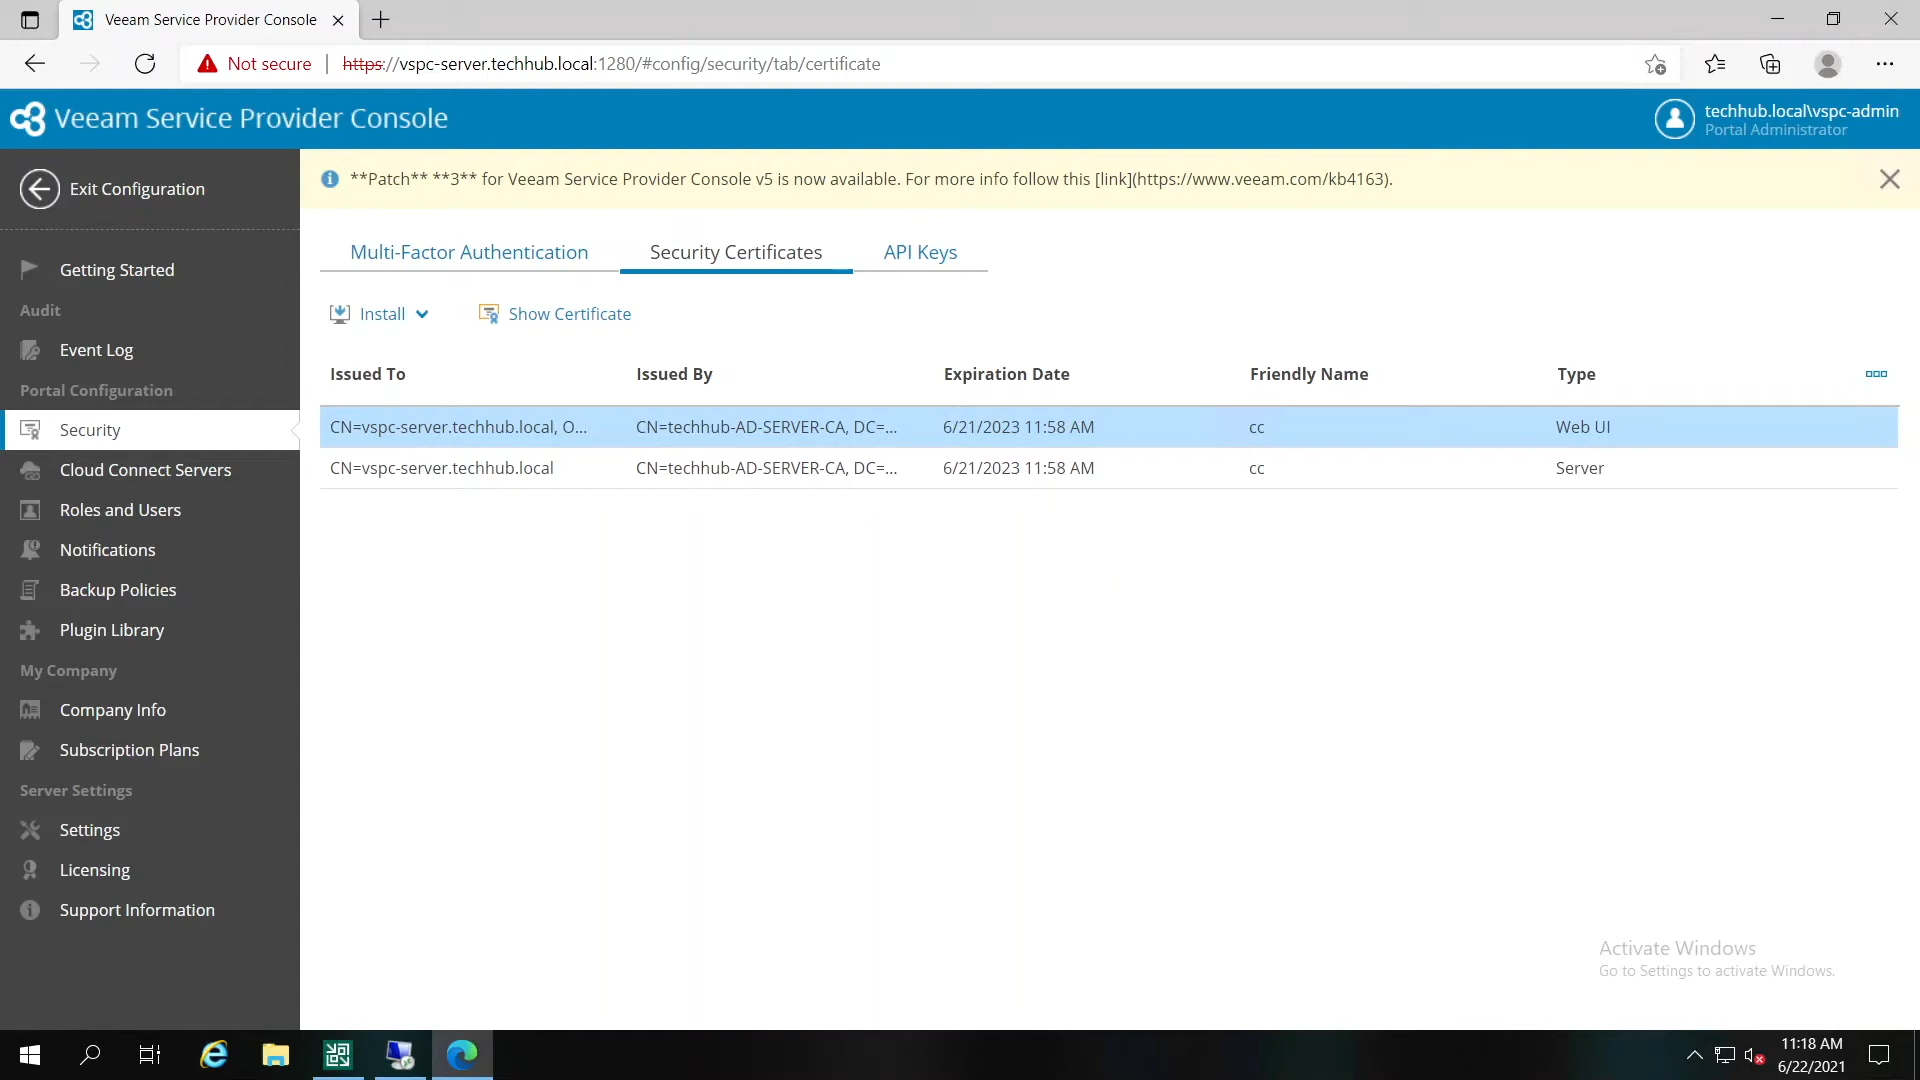 Veeam Service Provider Console
Not secure | https://vspc-server.techhub.local:1280/#config/security/tab/certificate
Veeam Service Provider Console
techhub.local\vspc-admin
Portal Administrator
Exit Configuration
**Patch** **3** for Veeam Service Provider Console v5 is now available. For more info follow this [link](https://www.veeam.com/kb4163).
Getting Started
Audit
Event Log
Portal Configuration
Security
Cloud Connect Servers
Roles and Users
Notifications
Backup Policies
Plugin Library
My Company
Company Info
Subscription Plans
Server Settings
Settings
Licensing
Support Information
Multi-Factor Authentication Security Certificates API Keys
Install Show Certificate
Issued To Issued By Expiration Date Friendly Name Type
CN=vspc-server.techhub.local, O... CN=techhub-AD-SERVER-CA, DC=... 6/21/2023 11:58 AM cc Web UI
CN=vspc-server.techhub.local CN=techhub-AD-SERVER-CA, DC=... 6/21/2023 11:58 AM cc Server
Activate Windows
Go to Settings to activate Windows.
11:18 AM
6/22/2021